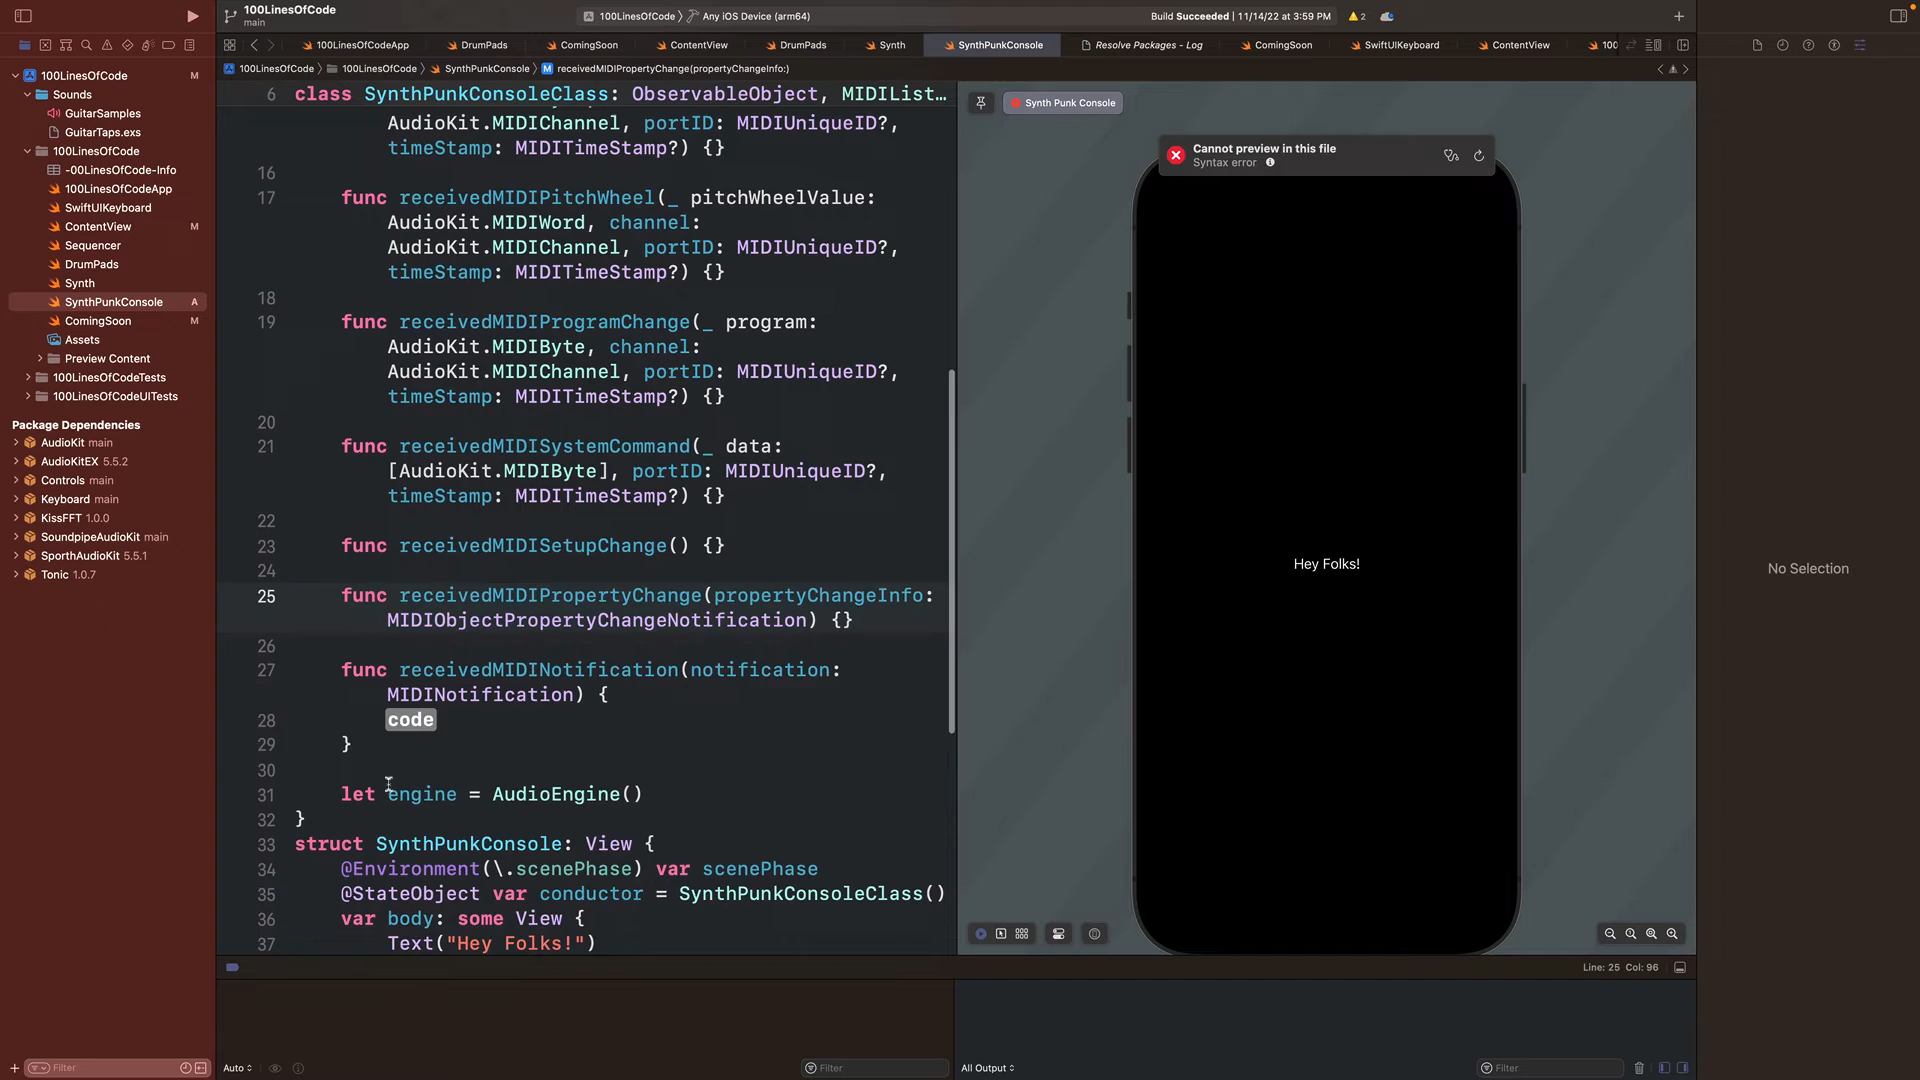 100LinesOfCode
main
100LinesOfCode
Any iOS Device (arm64)
Build Succeeded | 11/14/22 at 3:59 PM
2
100LinesOfCodeApp
DrumPads
ComingSoon
ContentView
DrumPads
Synth
SynthPunkConsole
Resolve Packages - Log
ComingSoon
SwiftUIKeyboard
ContentView
100
100LinesOfCode
100LinesOfCode
SynthPunkConsole
M receivedMIDIPropertyChange(propertyChangeInfo:)
100LinesOfCode M
Sounds
GuitarSamples
GuitarTaps.exs
100LinesOfCode
-00LinesOfCode-Info
100LinesOfCodeApp
SwiftUIKeyboard
ContentView M
Sequencer
DrumPads
Synth
SynthPunkConsole A
ComingSoon M
Assets
Preview Content
100LinesOfCodeTests
100LinesOfCodeUITests
Package Dependencies
AudioKit main
AudioKitEX 5.5.2
Controls main
Keyboard main
KissFFT 1.0.0
SoundpipeAudioKit main
SporthAudioKit 5.5.1
Tonic 1.0.7
Filter
6 class SynthPunkConsoleClass: ObservableObject, MIDIList…
AudioKit.MIDIChannel, portID: MIDIUniqueID?,
timeStamp: MIDITimeStamp?) {}
16
17 func receivedMIDIPitchWheel(_ pitchWheelValue:
AudioKit.MIDIWord, channel:
AudioKit.MIDIChannel, portID: MIDIUniqueID?,
timeStamp: MIDITimeStamp?) {}
18
19 func receivedMIDIProgramChange(_ program:
AudioKit.MIDIByte, channel:
AudioKit.MIDIChannel, portID: MIDIUniqueID?,
timeStamp: MIDITimeStamp?) {}
20
21 func receivedMIDISystemCommand(_ data:
[AudioKit.MIDIByte], portID: MIDIUniqueID?,
timeStamp: MIDITimeStamp?) {}
22
23 func receivedMIDISetupChange() {}
24
25 func receivedMIDIPropertyChange(propertyChangeInfo:
MIDIObjectPropertyChangeNotification) {}
26
27 func receivedMIDINotification(notification:
MIDINotification) {
28 code
29 }
30
31 let engine = AudioEngine()
32 }
33 struct SynthPunkConsole: View {
34 @Environment(\.scenePhase) var scenePhase
35 @StateObject var conductor = SynthPunkConsoleClass()
36 var body: some View {
37 Text("Hey Folks!")
Synth Punk Console
Cannot preview in this file
Syntax error
Hey Folks!
No Selection
Line: 25 Col: 96
Auto
Filter
All Output
Filter